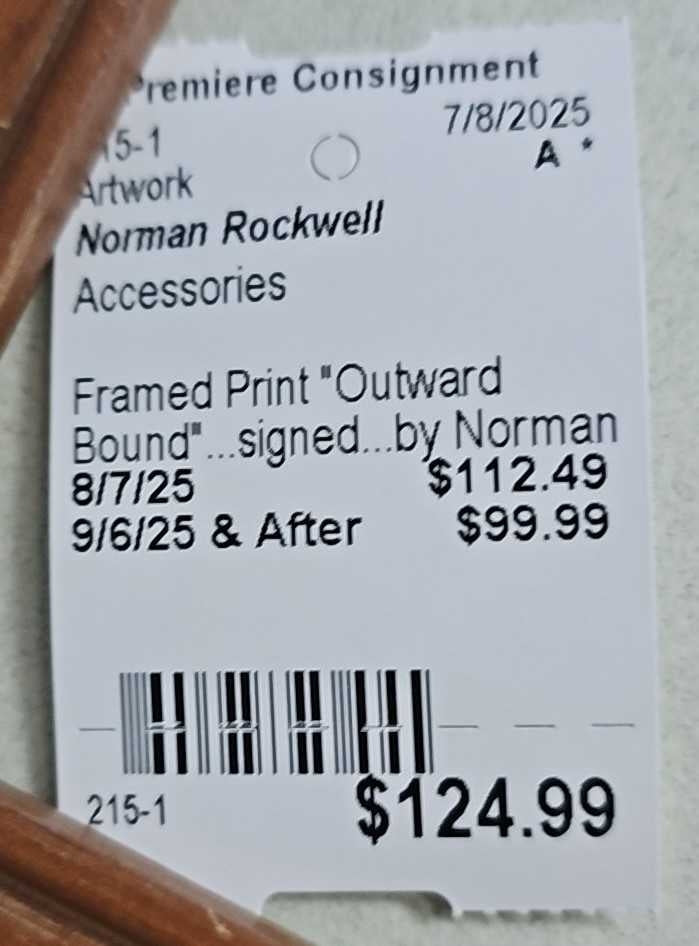 Premiere Consignment
7/8/2025
15-1
A *
Artwork
Norman Rockwell
Accessories
Framed Print "Outward
Bound"...signed...by Norman
8/7/25 $112.49
9/6/25 & After $99.99
215-1
$124.99